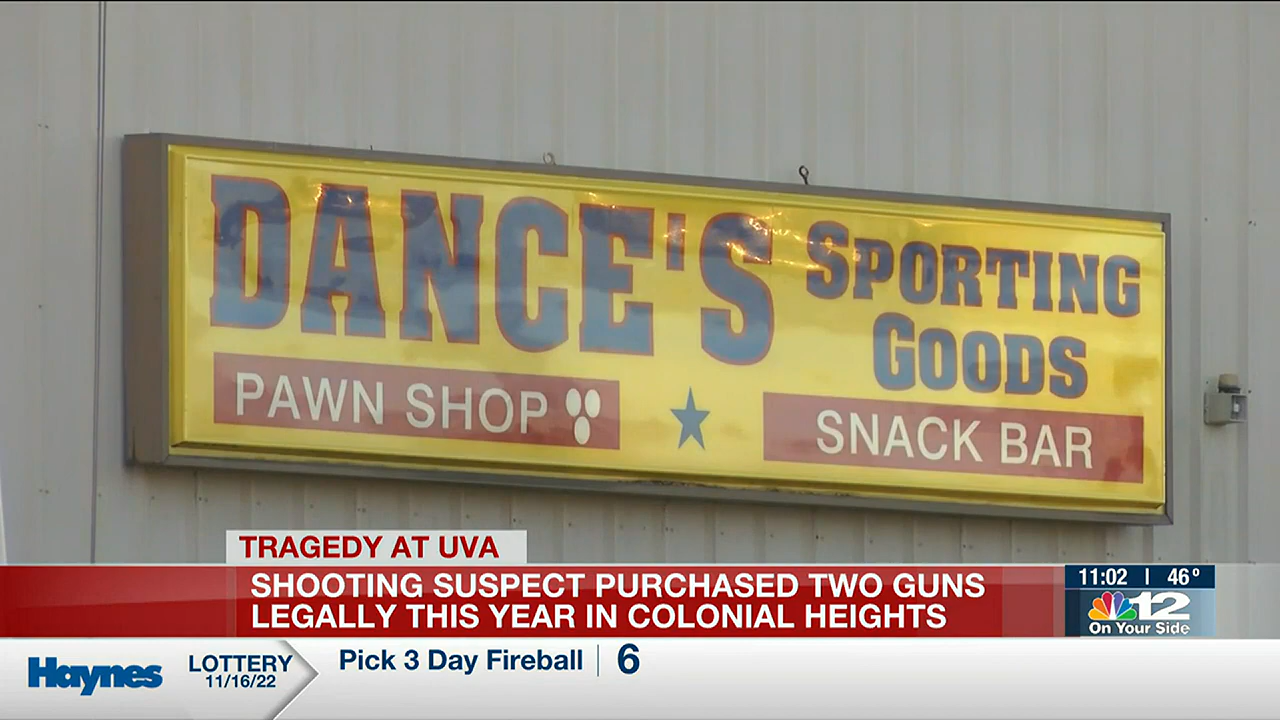 DANCE'S
SPORTING
GOODS
PAWN SHOP
SNACK BAR
TRAGEDY AT UVA
SHOOTING SUSPECT PURCHASED TWO GUNS
LEGALLY THIS YEAR IN COLONIAL HEIGHTS
11:02 | 46°
12
On Your Side
Haynes
LOTTERY
11/16/22
Pick 3 Day Fireball | 6